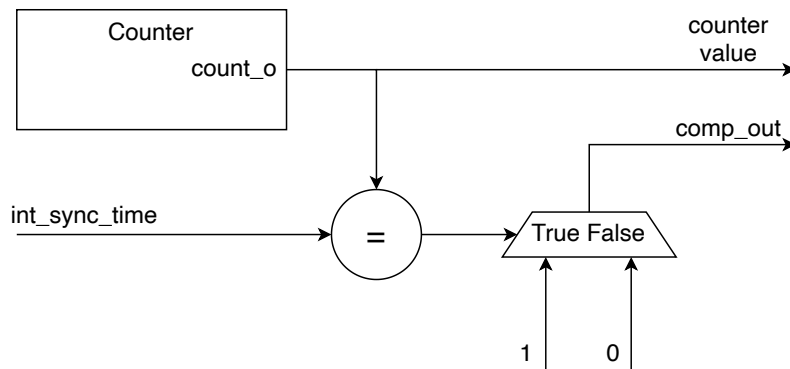 Counter
count_o
counter
value
comp_out
int_sync_time
=
True False
1
0